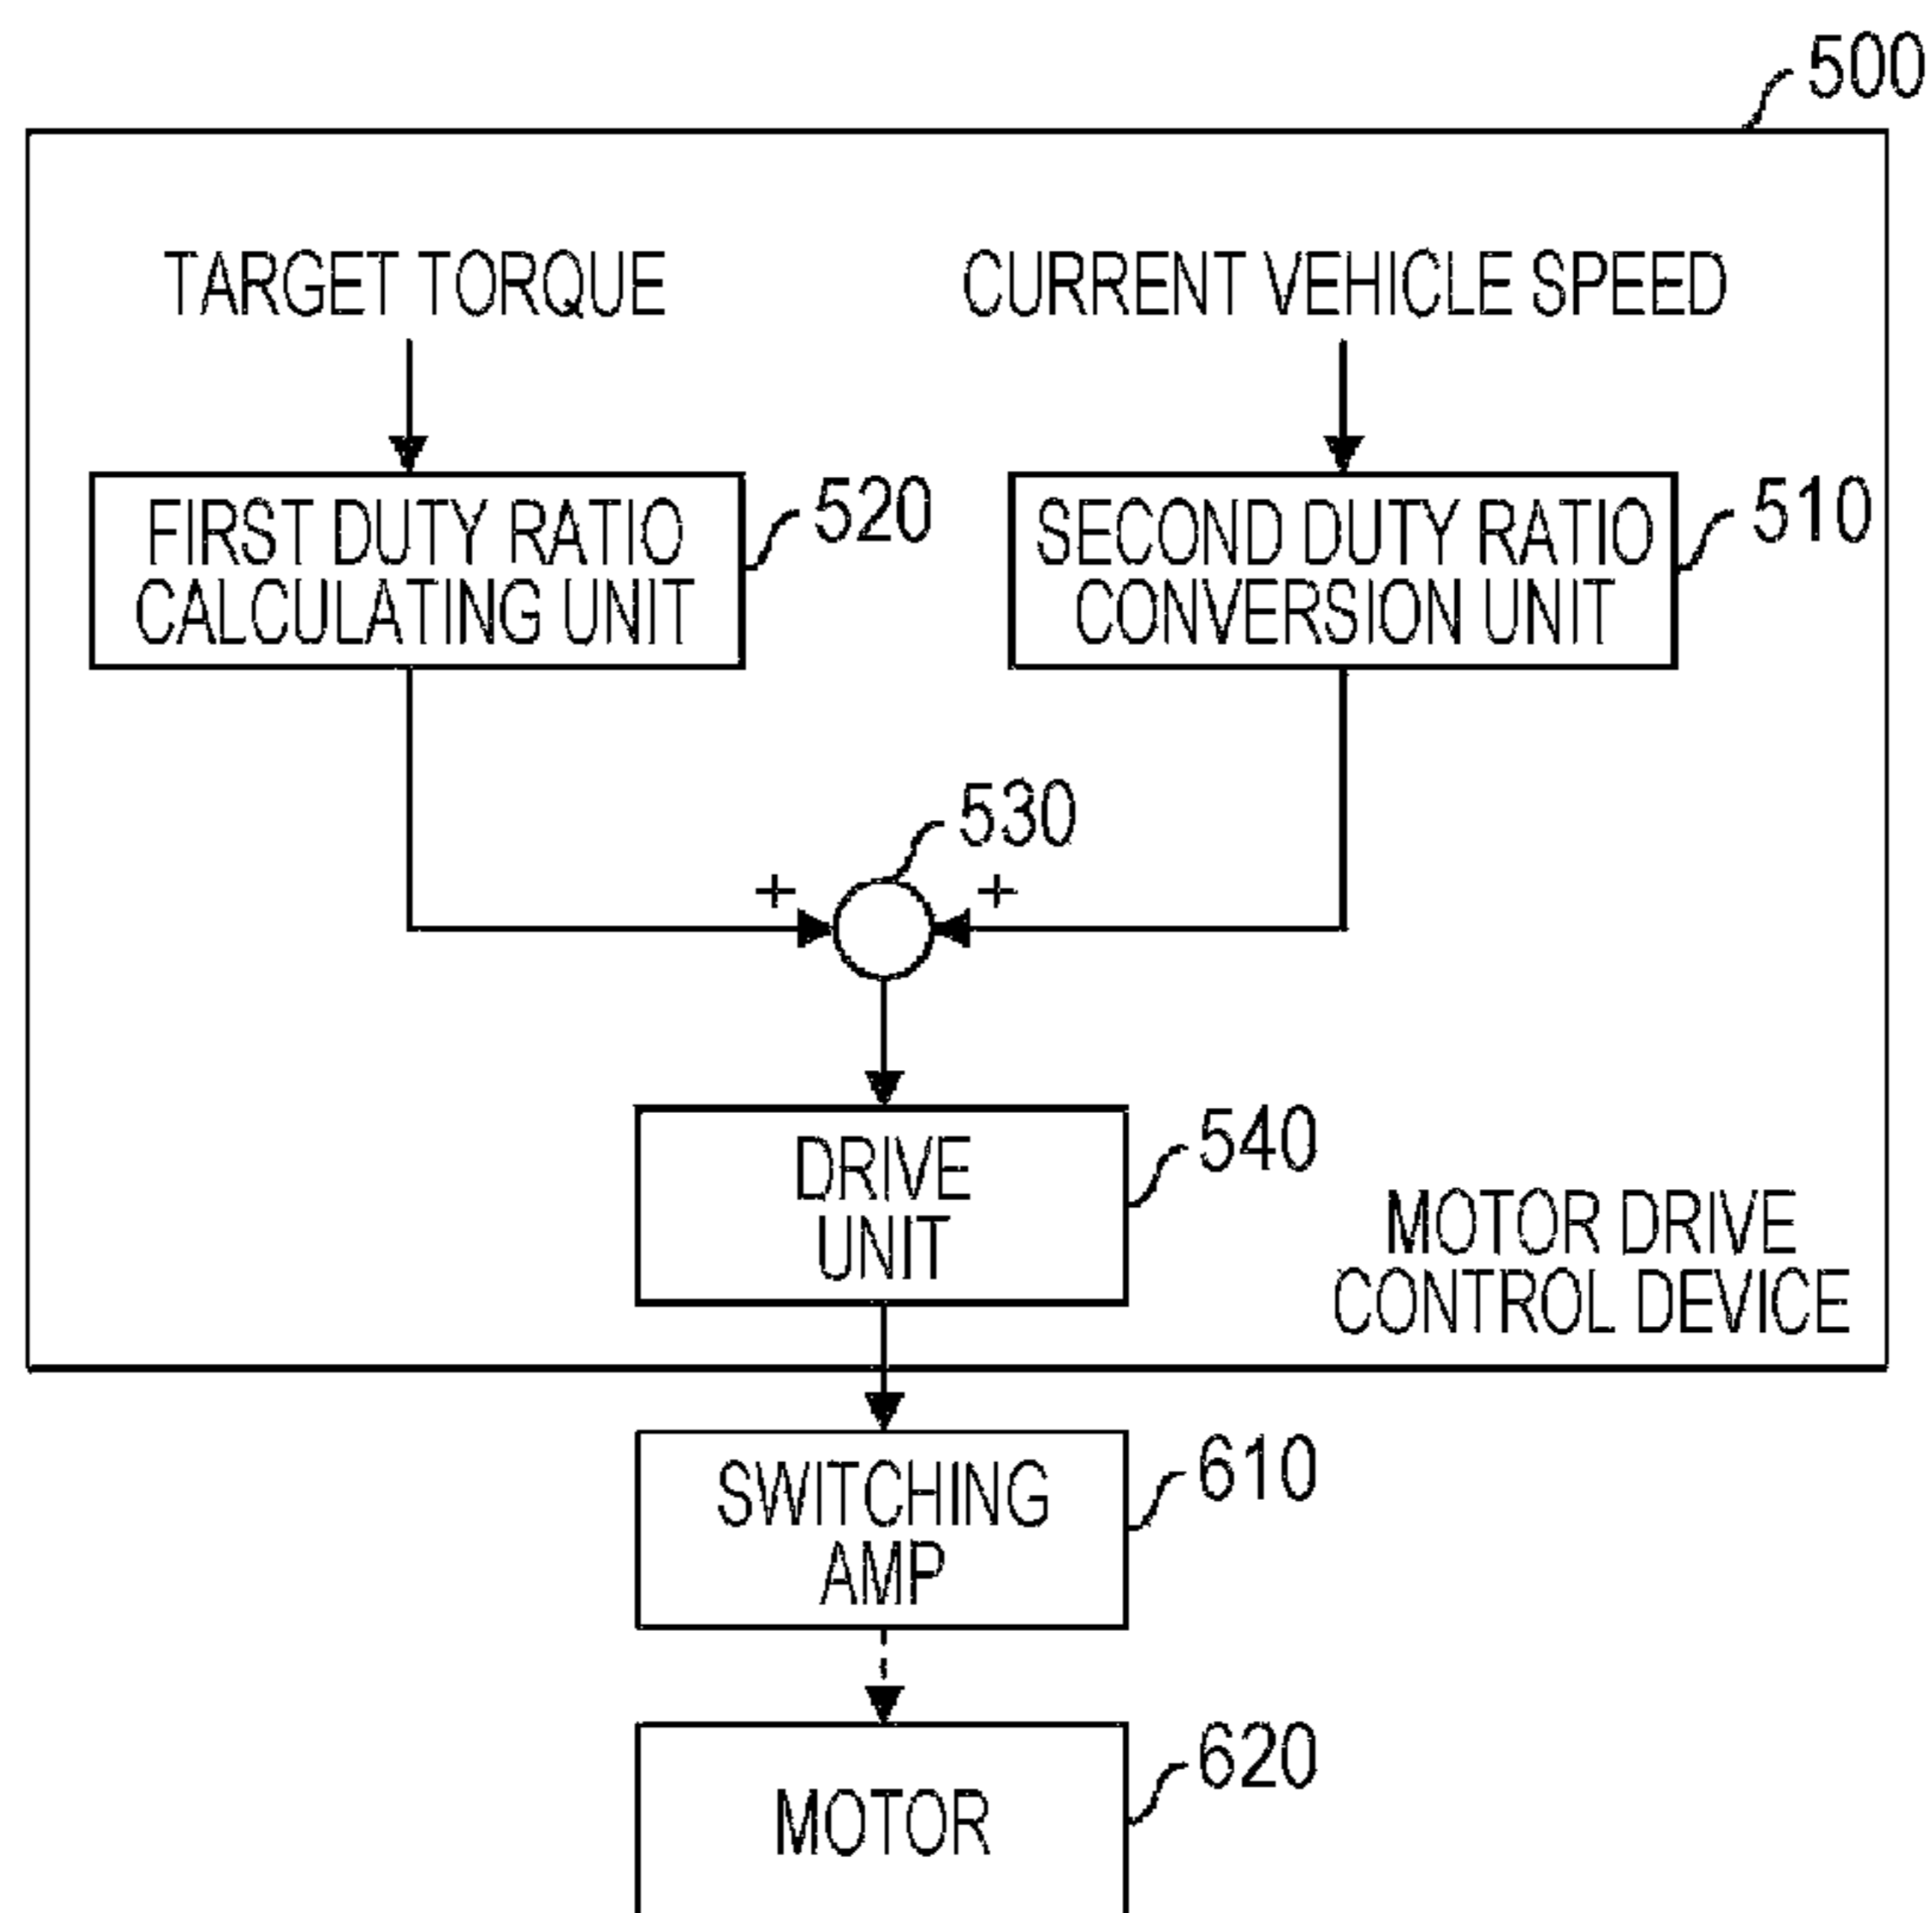 500
TARGET TORQUE
CURRENT VEHICLE SPEED
FIRST DUTY RATIO
CALCULATING UNIT
520
SECOND DUTY RATIO
CONVERSION UNIT
510
530
+
+
DRIVE
UNIT
540
MOTOR DRIVE
CONTROL DEVICE
SWITCHING
AMP
610
MOTOR
620